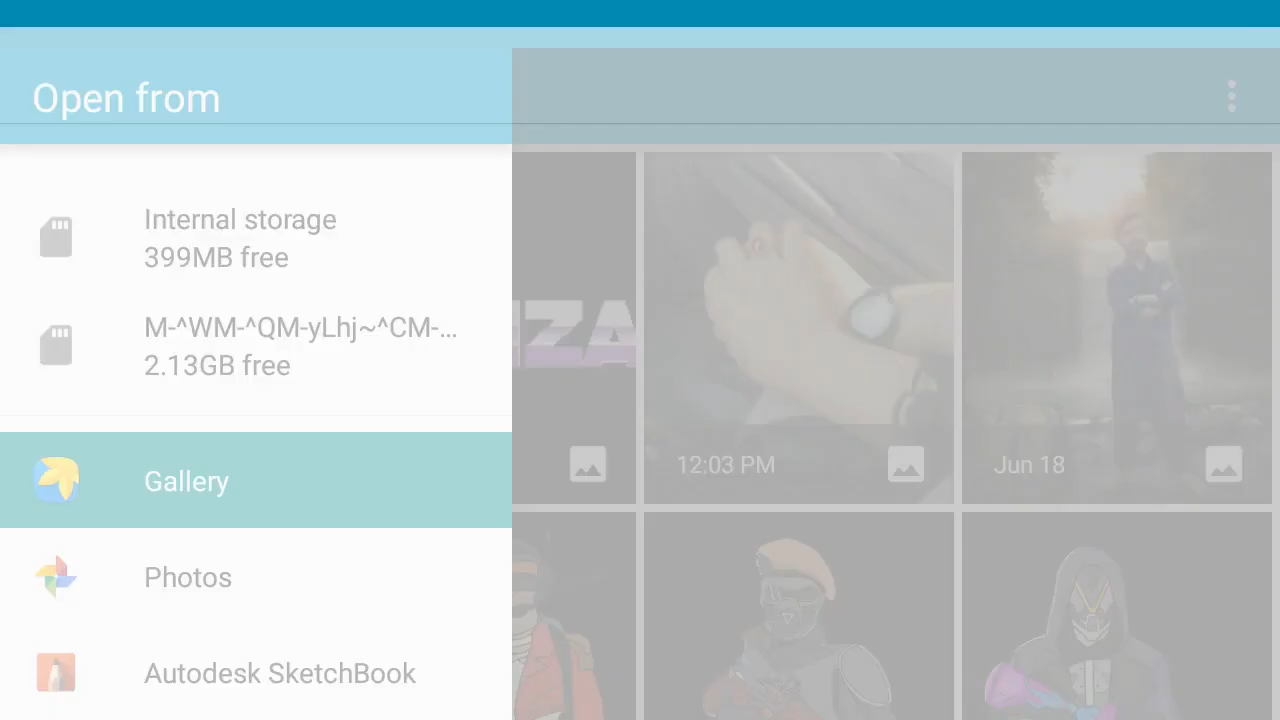 Open from
Internal storage
399MB free
M-^WM-^QM-yLhj~^CM-...
2.13GB free
Gallery
Photos
Autodesk SketchBook
ZA
12:03 PM
Jun 18